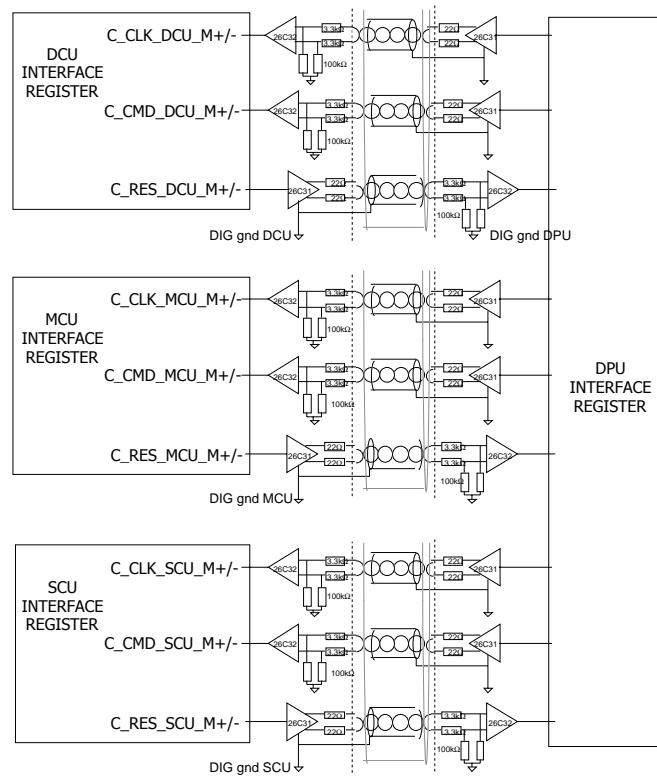 C_CLK_DCU_M+/-
26C32
3.3kΩ
3.3kΩ
22Ω
22Ω
26C31
DCU
INTERFACE
REGISTER
100kΩ
C_CMD_DCU_M+/-
26C32
3.3kΩ
3.3kΩ
22Ω
22Ω
26C31
100kΩ
C_RES_DCU_M+/-
26C31
22Ω
22Ω
3.3kΩ
3.3kΩ
26C32
100kΩ
DIG gnd DCU
DIG gnd DPU
C_CLK_MCU_M+/-
26C32
3.3kΩ
3.3kΩ
22Ω
22Ω
26C31
MCU
INTERFACE
REGISTER
100kΩ
C_CMD_MCU_M+/-
26C32
3.3kΩ
3.3kΩ
22Ω
22Ω
26C31
100kΩ
DPU
INTERFACE
REGISTER
C_RES_MCU_M+/-
26C31
22Ω
22Ω
3.3kΩ
3.3kΩ
26C32
100kΩ
DIG gnd MCU
C_CLK_SCU_M+/-
26C32
3.3kΩ
3.3kΩ
22Ω
22Ω
26C31
SCU
INTERFACE
REGISTER
100kΩ
C_CMD_SCU_M+/-
26C32
3.3kΩ
3.3kΩ
22Ω
22Ω
26C31
100kΩ
C_RES_SCU_M+/-
26C31
22Ω
22Ω
3.3kΩ
3.3kΩ
26C32
100kΩ
DIG gnd SCU